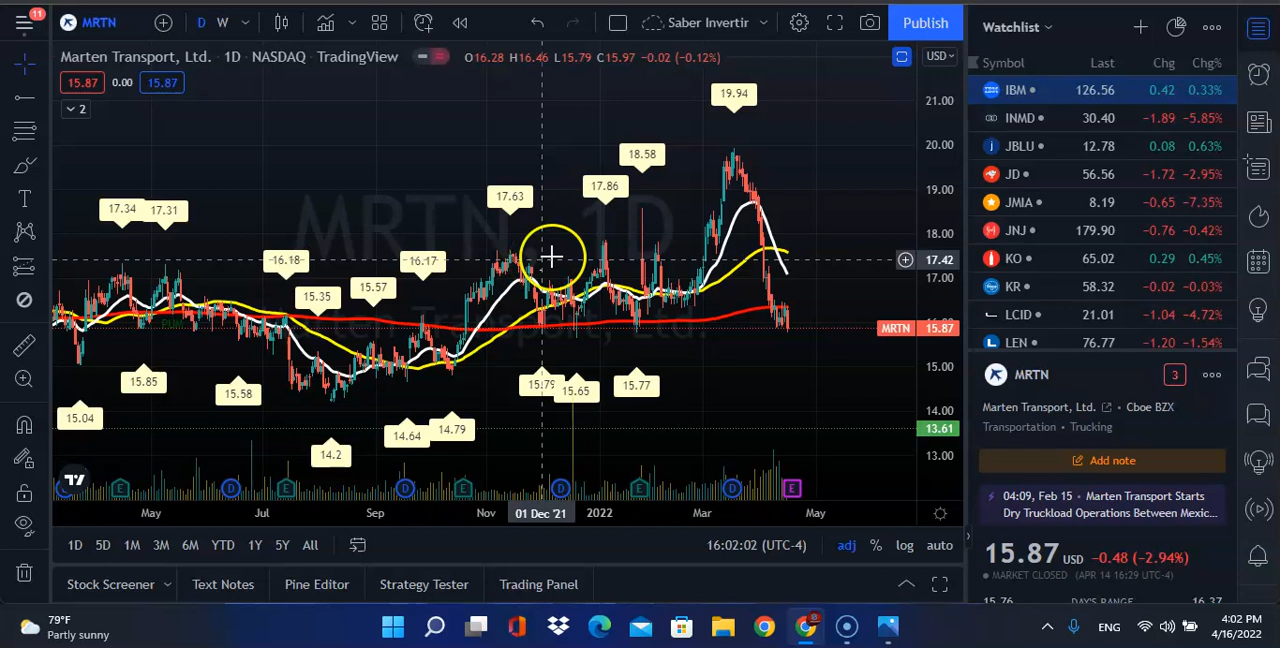 11
MRTN
D W
Saber Invertir
Publish
Marten Transport, Ltd. · 1D · NASDAQ · TradingView
O16.28 H16.46 L15.79 C15.97 −0.02 (−0.12%)
USD
15.87 0.00 15.87
2
MRTN, 1D
Marten Transport, Ltd.
21.00
20.00
19.00
18.00
17.42
17.00
MRTN 15.87
15.00
14.00
13.61
13.00
19.94
18.58
17.86
17.63
17.34
17.31
16.18
16.17
15.57
15.35
15.85
15.58
15.79
15.65
15.77
15.04
14.64
14.79
14.2
E D E D E D E D E
May Jul Sep Nov 01 Dec '21 2022 Mar May
1D 5D 1M 3M 6M YTD 1Y 5Y All
16:02:02 (UTC-4) adj % log auto
Stock Screener Text Notes Pine Editor Strategy Tester Trading Panel
Watchlist
Symbol Last Chg Chg%
IBM 126.56 0.42 0.33%
INMD 30.40 −1.89 −5.85%
JBLU 12.78 0.08 0.63%
JD 56.56 −1.72 −2.95%
JMIA 8.19 −0.65 −7.35%
JNJ 179.90 −0.76 −0.42%
KO 65.02 0.29 0.45%
KR 58.32 −0.02 −0.03%
LCID 21.01 −1.04 −4.72%
LEN 76.77 −1.20 −1.54%
MRTN
3
Marten Transport, Ltd. · Cboe BZX
Transportation · Trucking
Add note
04:09, Feb 15 · Marten Transport Starts
Dry Truckload Operations Between Mexic...
15.87 USD −0.48 (−2.94%)
MARKET CLOSED (APR 14 16:29 UTC-4)
15.76 DAY'S RANGE 16.37
79°F
Partly sunny
ENG
4:02 PM
4/16/2022